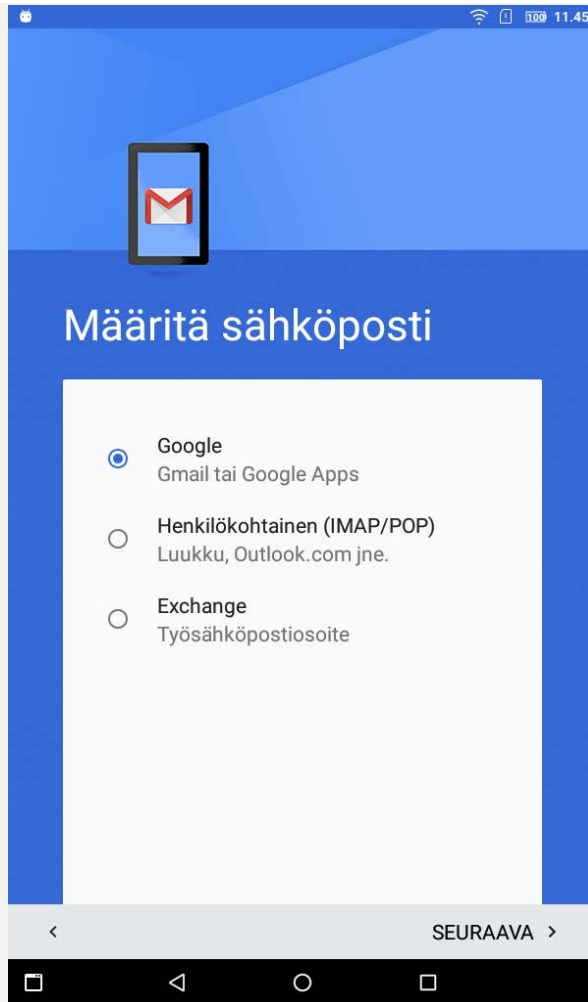 100 11.45
Määritä sähköposti
Google
Gmail tai Google Apps
Henkilökohtainen (IMAP/POP)
Luukku, Outlook.com jne.
Exchange
Työsähköpostiosoite
SEURAAVA